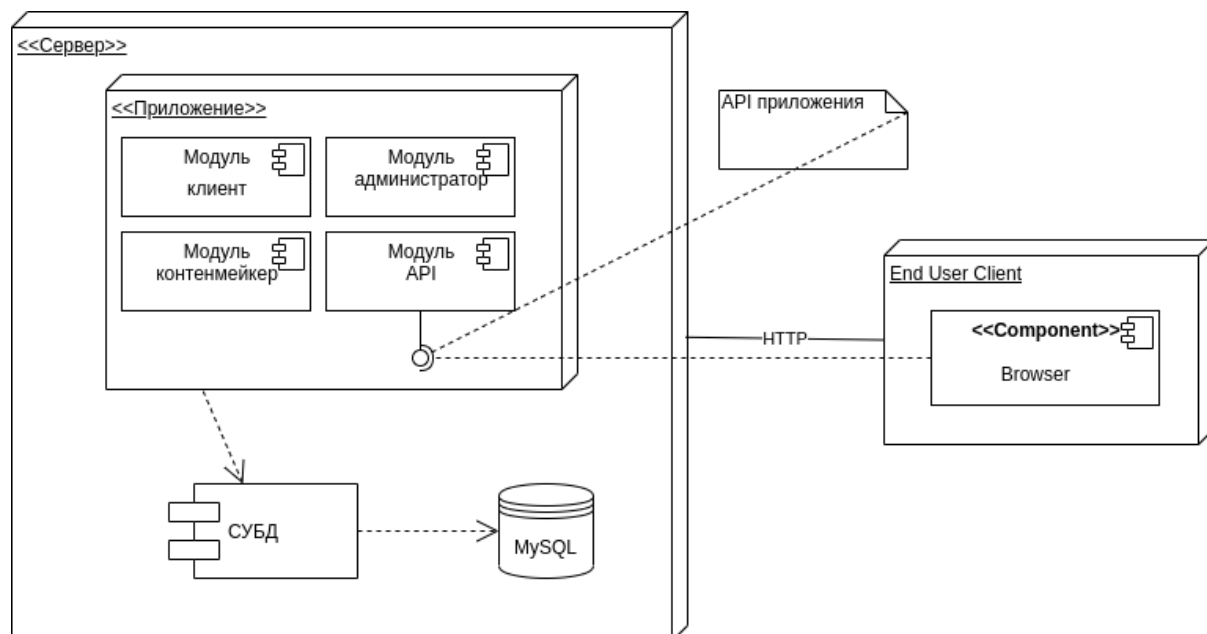 <<Сервер>>
<<Приложение>>
Модуль
клиент
Модуль
администратор
Модуль
контенмейкер
Модуль
API
API приложения
HTTP
End User Client
<<Component>>
Browser
СУБД
MySQL